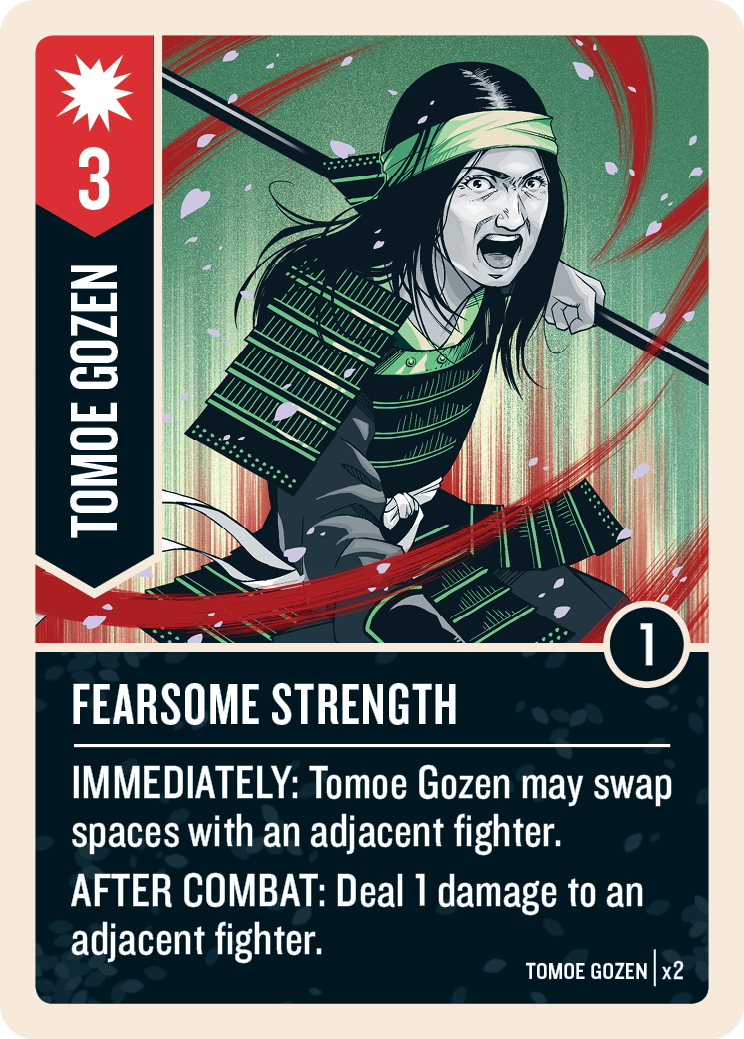 3
TOMOE GOZEN
1
FEARSOME STRENGTH
IMMEDIATELY: Tomoe Gozen may swap
spaces with an adjacent fighter.
AFTER COMBAT: Deal 1 damage to an
adjacent fighter.
TOMOE GOZEN | x2